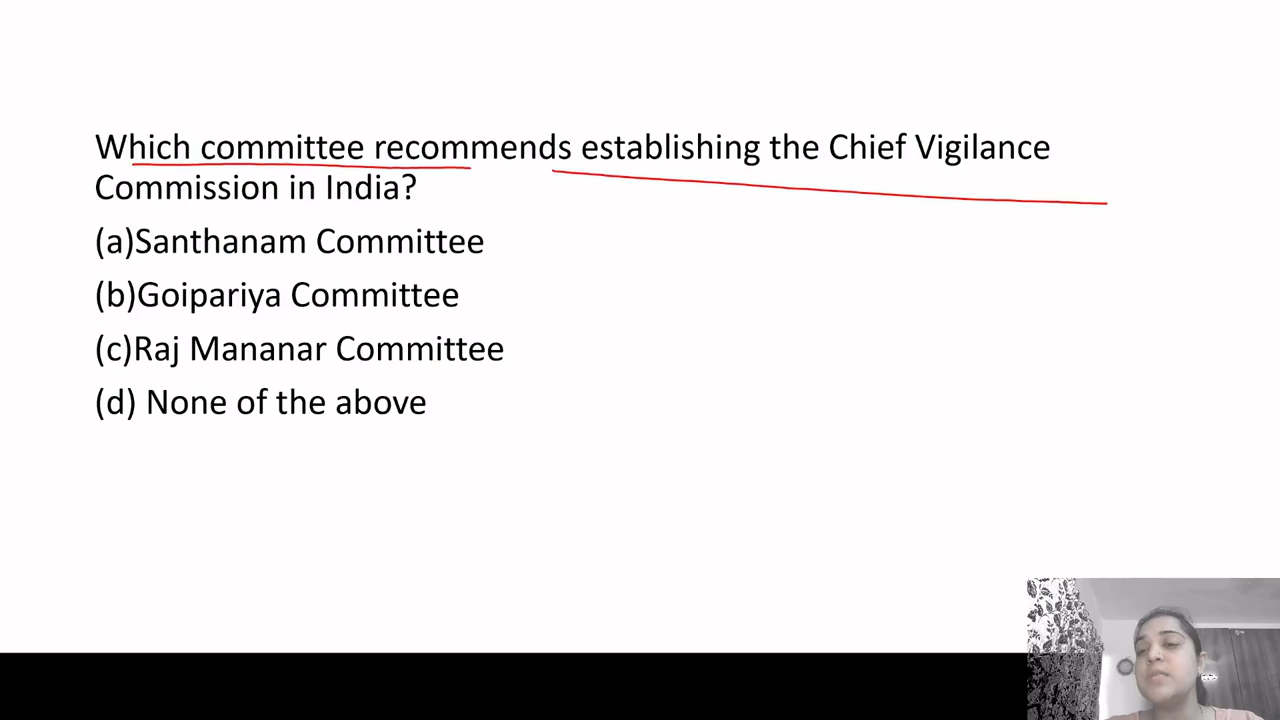 Which committee recommends establishing the Chief Vigilance
Commission in India?
(a)Santhanam Committee
(b)Goipariya Committee
(c)Raj Mananar Committee
(d) None of the above